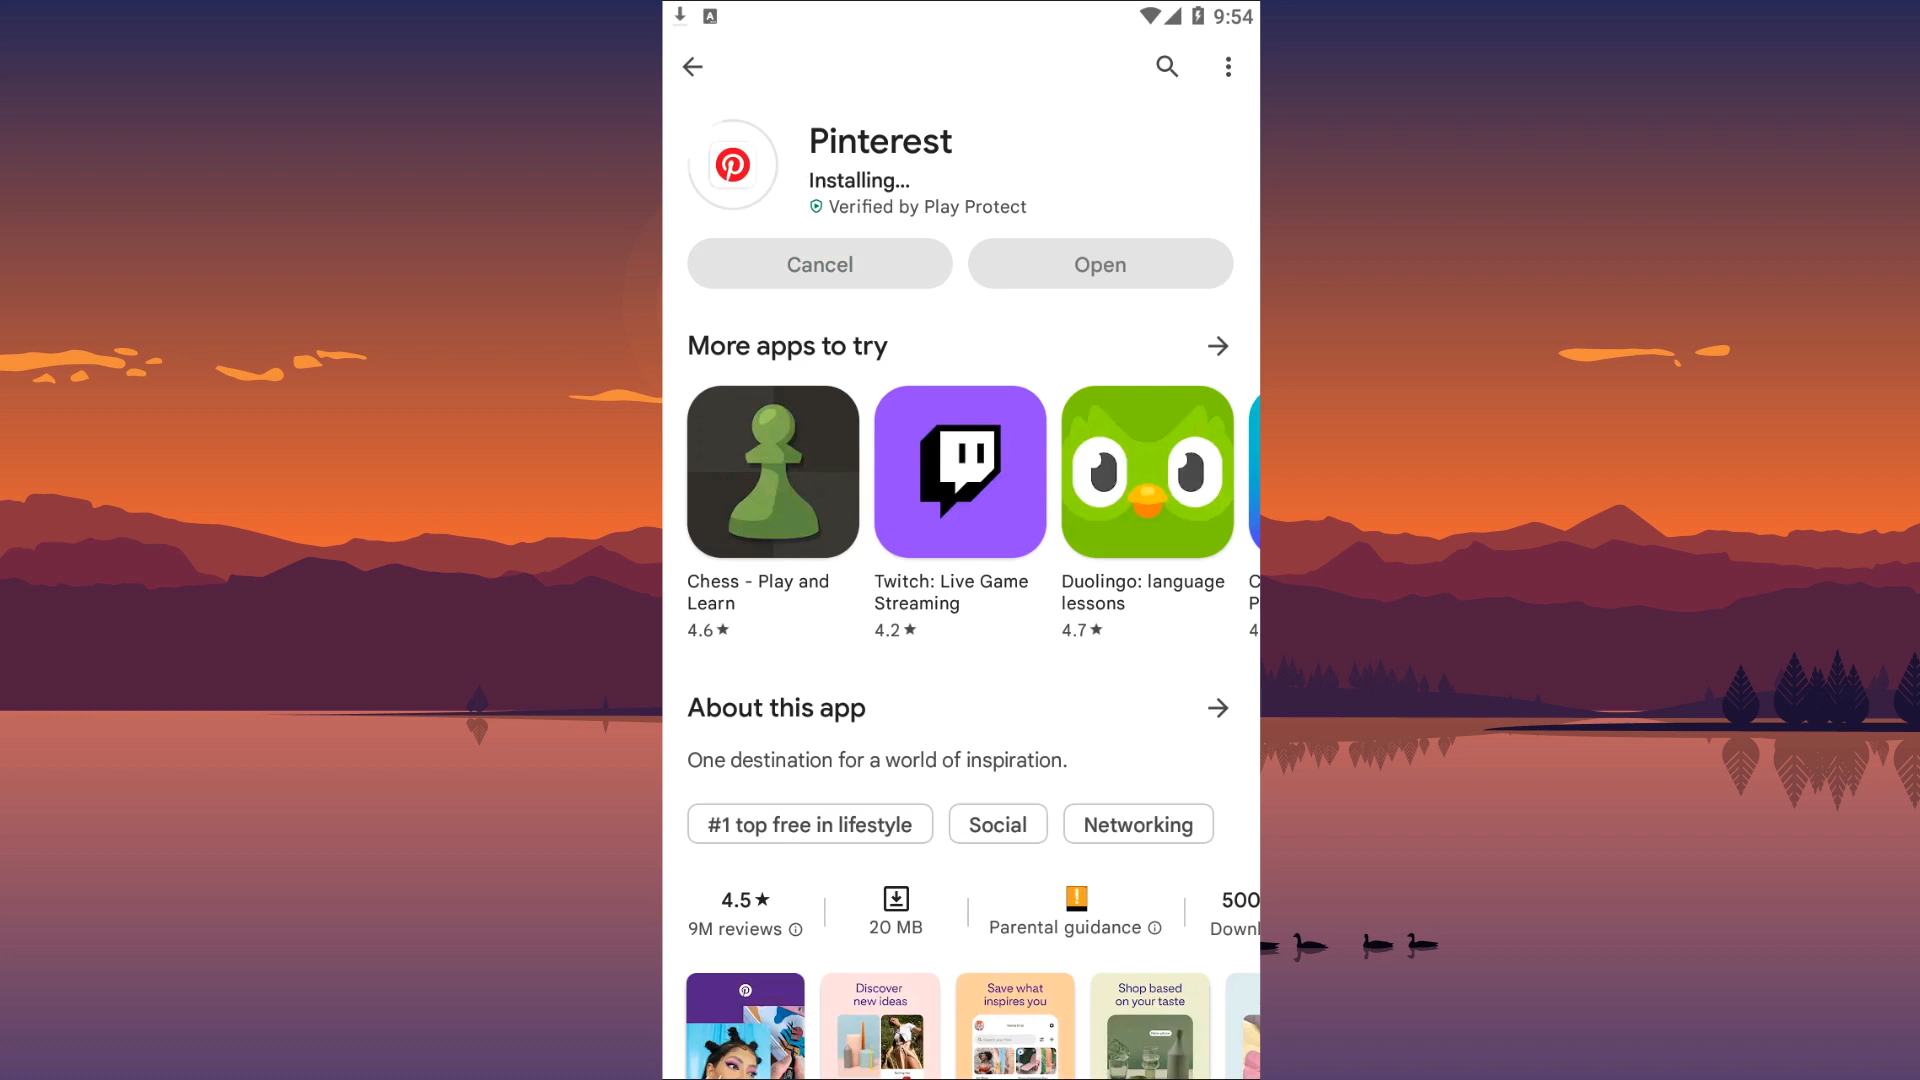 9:54
Pinterest
Installing...
Verified by Play Protect
Cancel
Open
More apps to try
Chess - Play and
Learn
4.6★
Twitch: Live Game
Streaming
4.2★
Duolingo: language
lessons
4.7★
C
P
4
About this app
One destination for a world of inspiration.
#1 top free in lifestyle
Social
Networking
4.5★
9M reviews
20 MB
Parental guidance
500
Downl
Discover
new ideas
Save what
inspires you
Shop based
on your taste